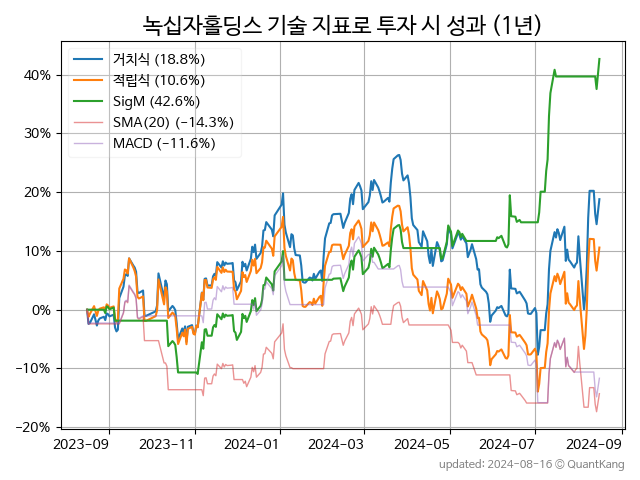 녹십자홀딩스 기술 지표로 투자 시 성과 (1년)
거치식 (18.8%)
적립식 (10.6%)
SigM (42.6%)
SMA(20) (−14.3%)
MACD (−11.6%)
40%
30%
20%
10%
0%
−10%
−20%
2023−09 2023−11 2024−01 2024−03 2024−05 2024−07 2024−09
updated: 2024−08−16 © QuantKang